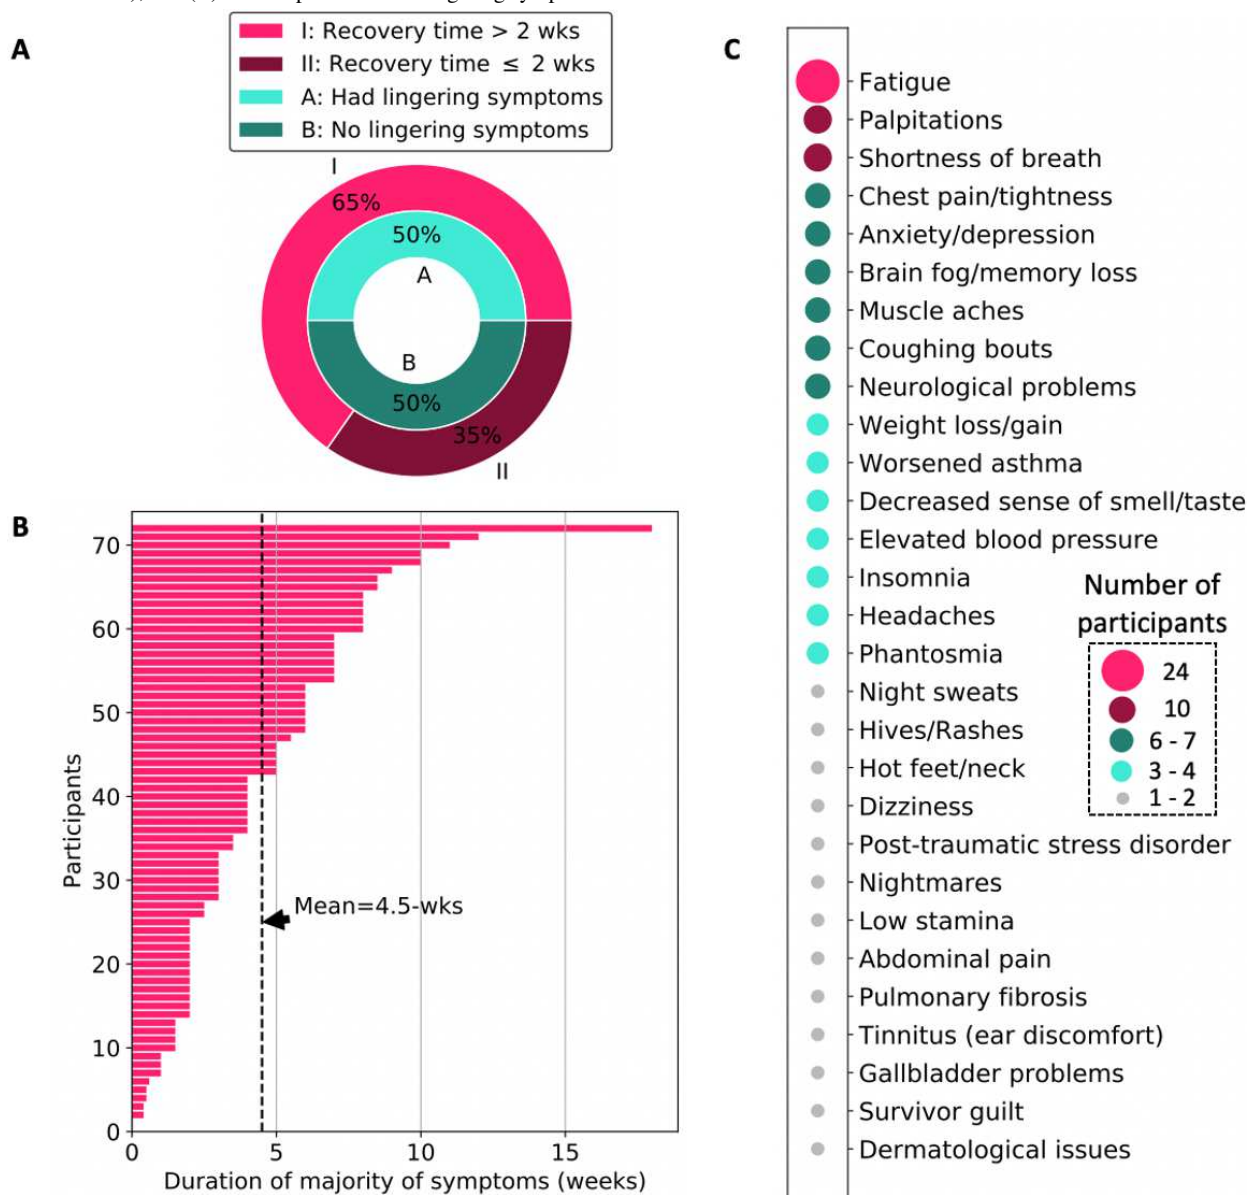 A
I: Recovery time > 2 wks
II: Recovery time ≤ 2 wks
A: Had lingering symptoms
B: No lingering symptoms
I
65%
50%
A
B
50%
35%
II
B
70
60
50
40
30
20
10
0
Participants
Mean=4.5-wks
0 5 10 15
Duration of majority of symptoms (weeks)
C
Fatigue
Palpitations
Shortness of breath
Chest pain/tightness
Anxiety/depression
Brain fog/memory loss
Muscle aches
Coughing bouts
Neurological problems
Weight loss/gain
Worsened asthma
Decreased sense of smell/taste
Elevated blood pressure
Insomnia
Headaches
Phantosmia
Night sweats
Hives/Rashes
Hot feet/neck
Dizziness
Post-traumatic stress disorder
Nightmares
Low stamina
Abdominal pain
Pulmonary fibrosis
Tinnitus (ear discomfort)
Gallbladder problems
Survivor guilt
Dermatological issues
Number of
participants
24
10
6 - 7
3 - 4
1 - 2